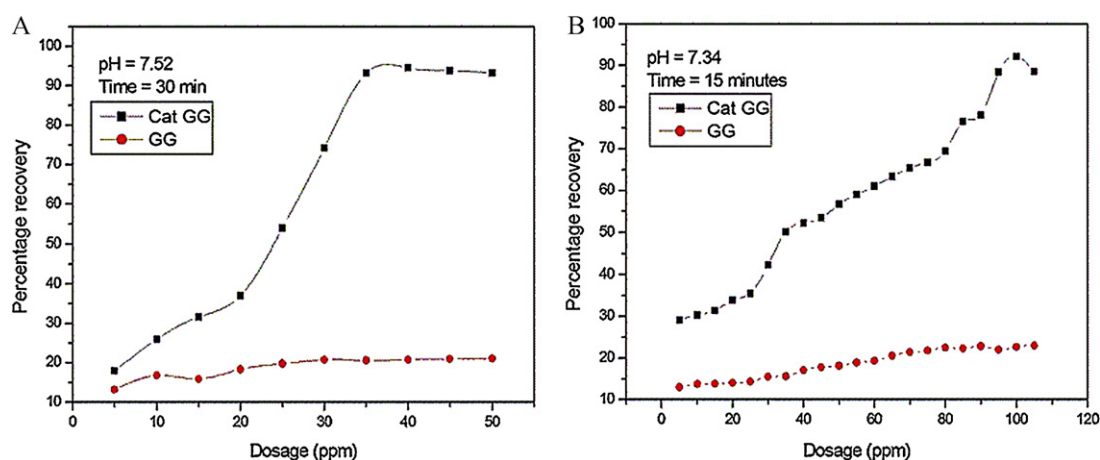 A
pH = 7.52
Time = 30 min
Cat GG
GG
100
90
80
70
60
50
40
30
20
10
Percentage recovery
0
10
20
30
40
50
Dosage (ppm)
B
pH = 7.34
Time = 15 minutes
Cat GG
GG
100
90
80
70
60
50
40
30
20
10
Percentage recovery
0
20
40
60
80
100
120
Dosage (ppm)